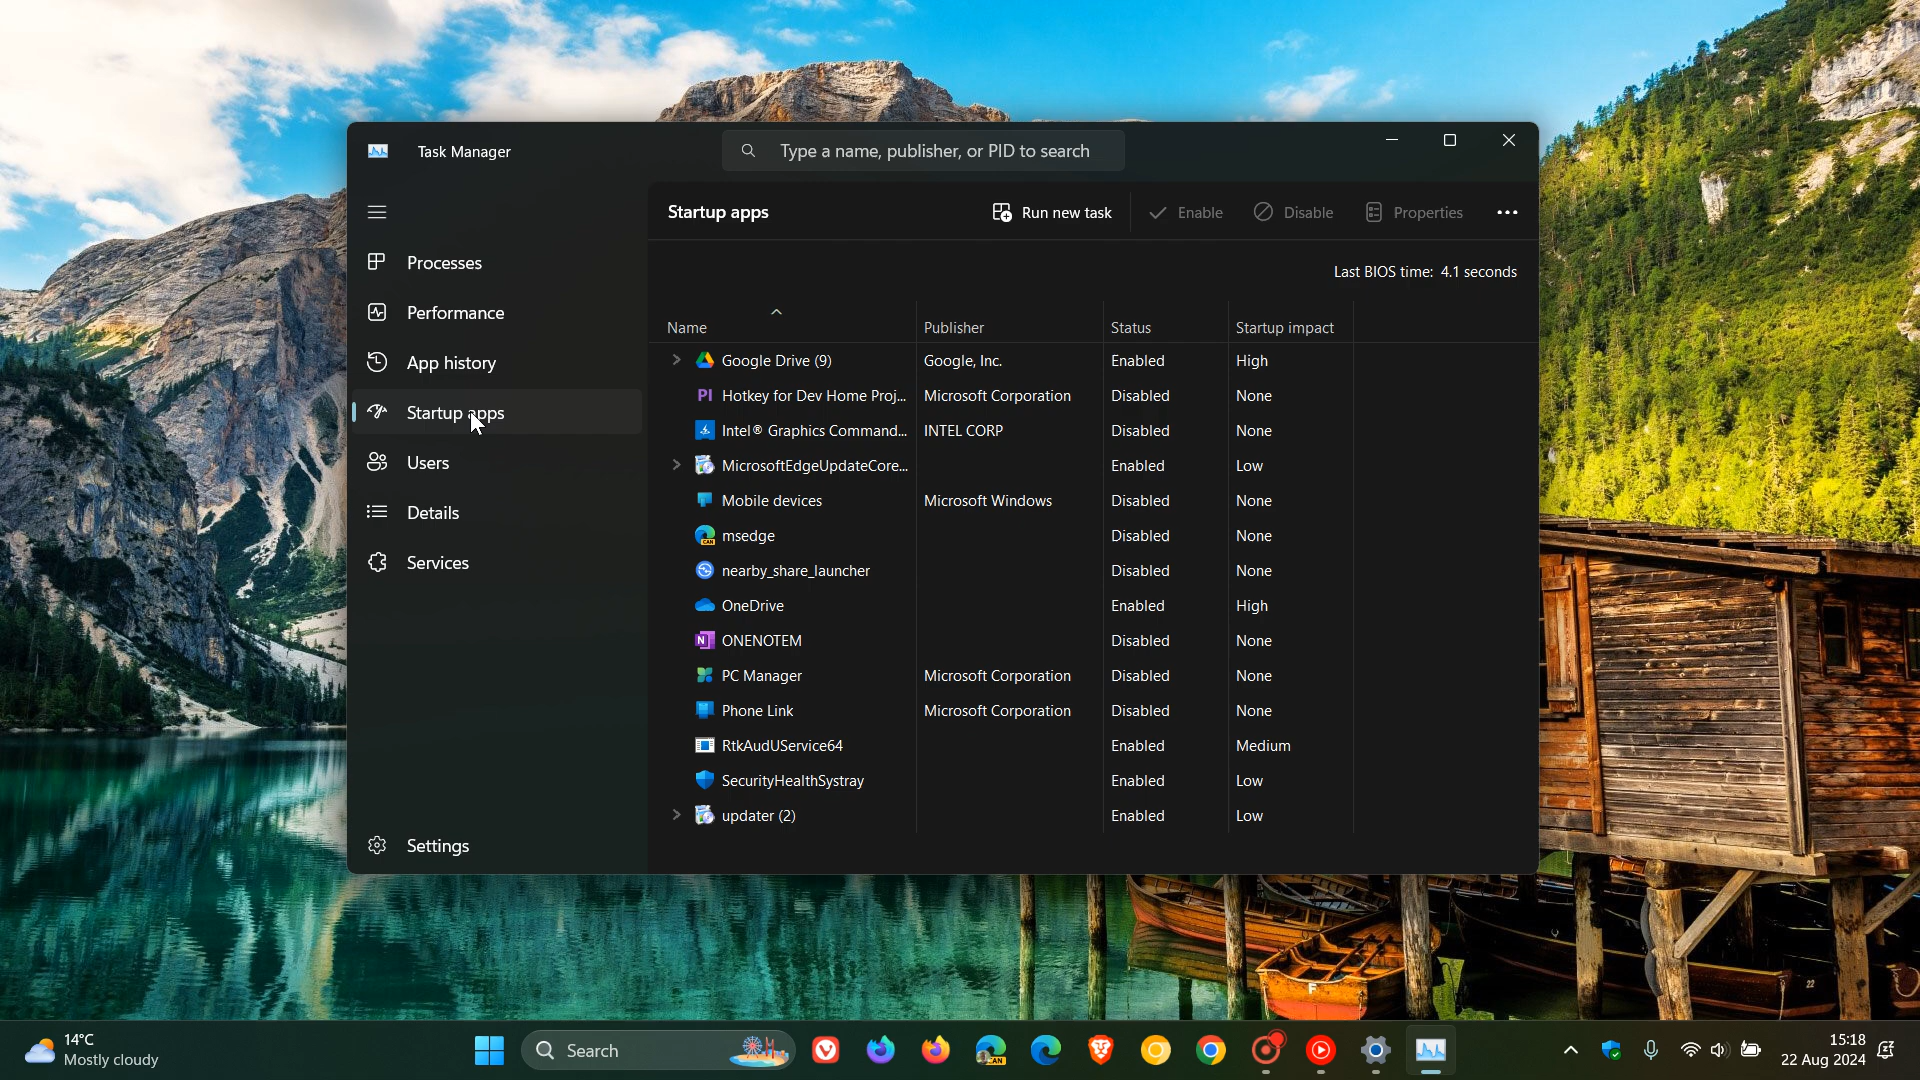 Task Manager
Type a name, publisher, or PID to search
Startup apps
Run new task
Enable
Disable
Properties
Processes
Performance
App history
Startup apps
Users
Details
Services
Settings
Last BIOS time: 4.1 seconds
Name Publisher Status Startup impact
Google Drive (9) Google, Inc. Enabled High
PI Hotkey for Dev Home Proj... Microsoft Corporation Disabled None
Intel® Graphics Command... INTEL CORP Disabled None
MicrosoftEdgeUpdateCore... Enabled Low
Mobile devices Microsoft Windows Disabled None
CAN msedge Disabled None
nearby_share_launcher Disabled None
OneDrive Enabled High
N ONENOTEM Disabled None
PC Manager Microsoft Corporation Disabled None
Phone Link Microsoft Corporation Disabled None
RtkAudUService64 Enabled Medium
SecurityHealthSystray Enabled Low
updater (2) Enabled Low
F
22
14°C
Mostly cloudy
Search
CAN
15:18
22 Aug 2024